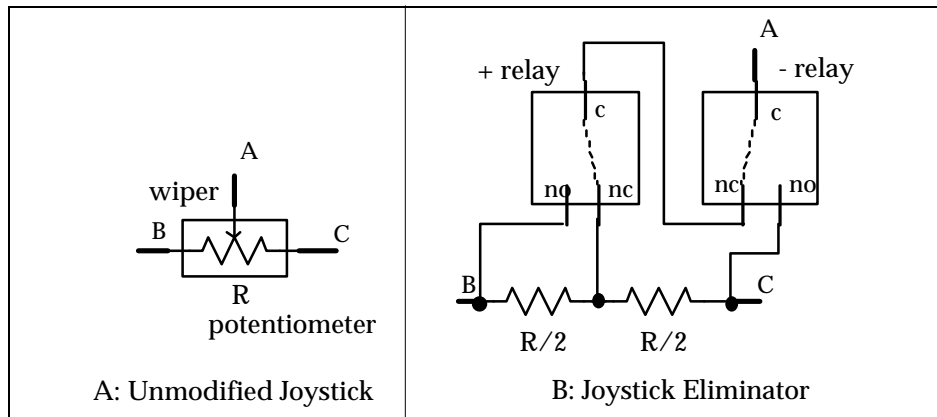 A
wiper
B
C
R
potentiometer
A: Unmodified Joystick
A
+ relay
- relay
c
c
no
nc
nc
no
B
C
R/2
R/2
B: Joystick Eliminator